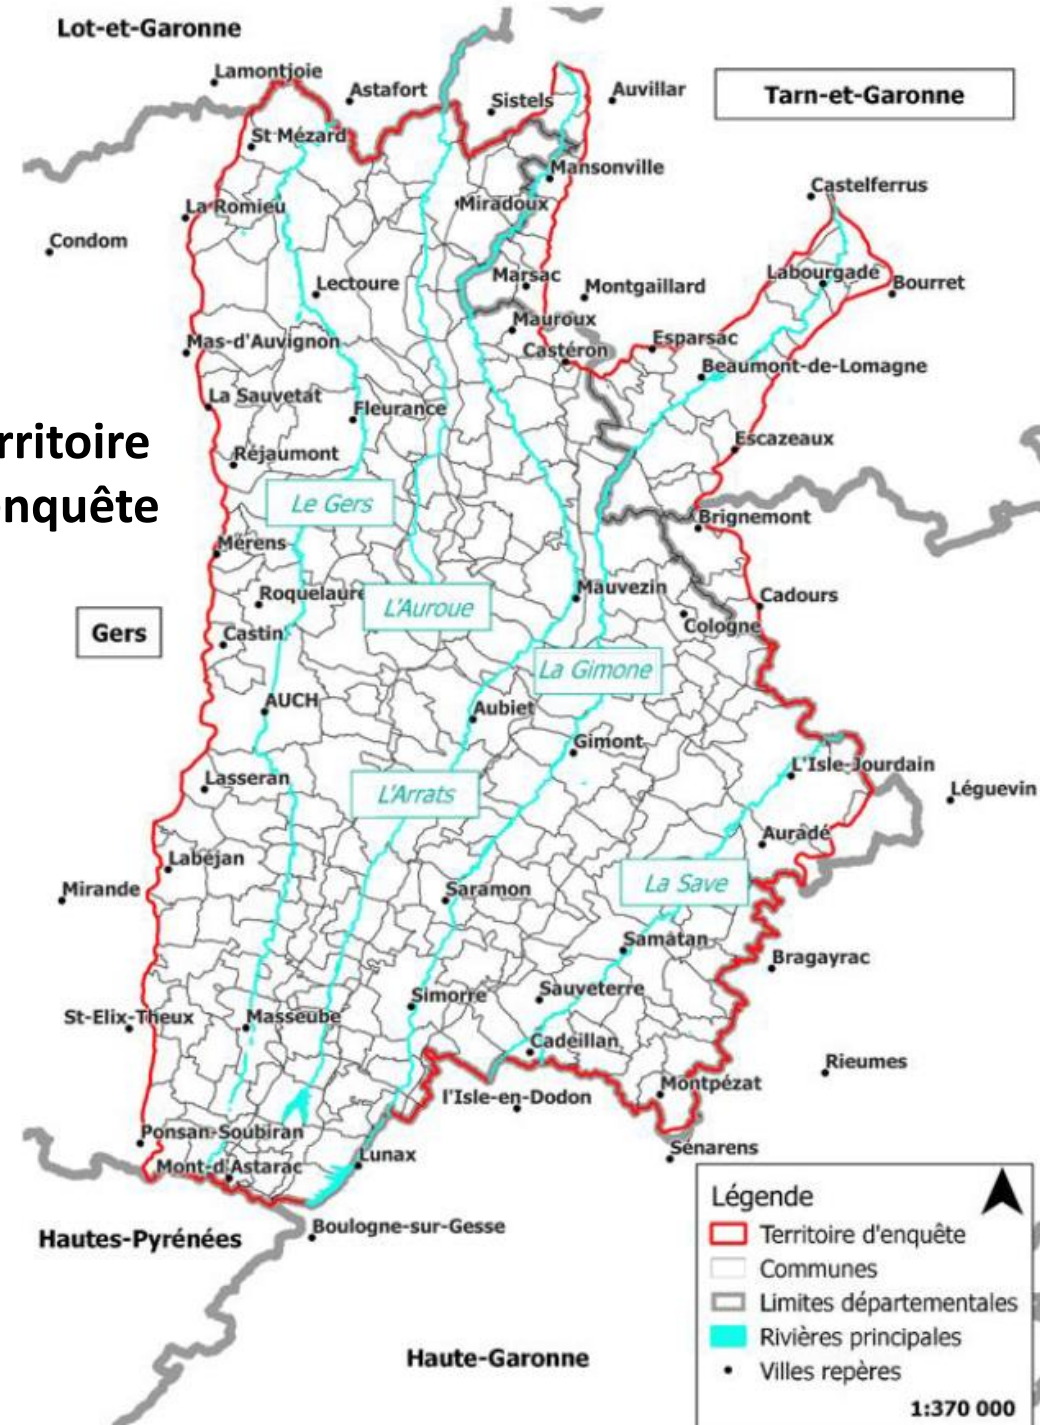 Lot-et-Garonne
Lamontjoie
Astafort
Sistels
Auvillar
Tarn-et-Garonne
St Mézard
Mansonville
Castelferrus
La Romieu
Miradoux
Condom
Marsac
Labourgade
Lectoure
Montgaillard
Bourret
Mauroux
Mas-d'Auvignon
Castéron
Esparsac
Beaumont-de-Lomagne
La Sauvetat
Fleurance
rritoire
Escazeaux
Réjaumont
nquête
Le Gers
Brignemont
Mérens
Roquelaure
L'Auroue
Mauvezin
Cadours
Gers
Castin
Cologne
La Gimone
AUCH
Aubiet
Gimont
Lasseran
L'Isle-Jourdain
L'Arrats
Léguevin
Auradé
Labéjan
Mirande
Saramon
La Save
Samatan
Bragayrac
Simorre
Sauveterre
St-Elix-Theux
Masseube
Cadeillan
Rieumes
Montpézat
l'Isle-en-Dodon
Ponsan-Soubiran
Sénarens
Lunax
Mont-d'Astarac
Légende
Boulogne-sur-Gesse
Hautes-Pyrénées
Territoire d'enquête
Communes
Limites départementales
Rivières principales
Haute-Garonne
Villes repères
1:370 000